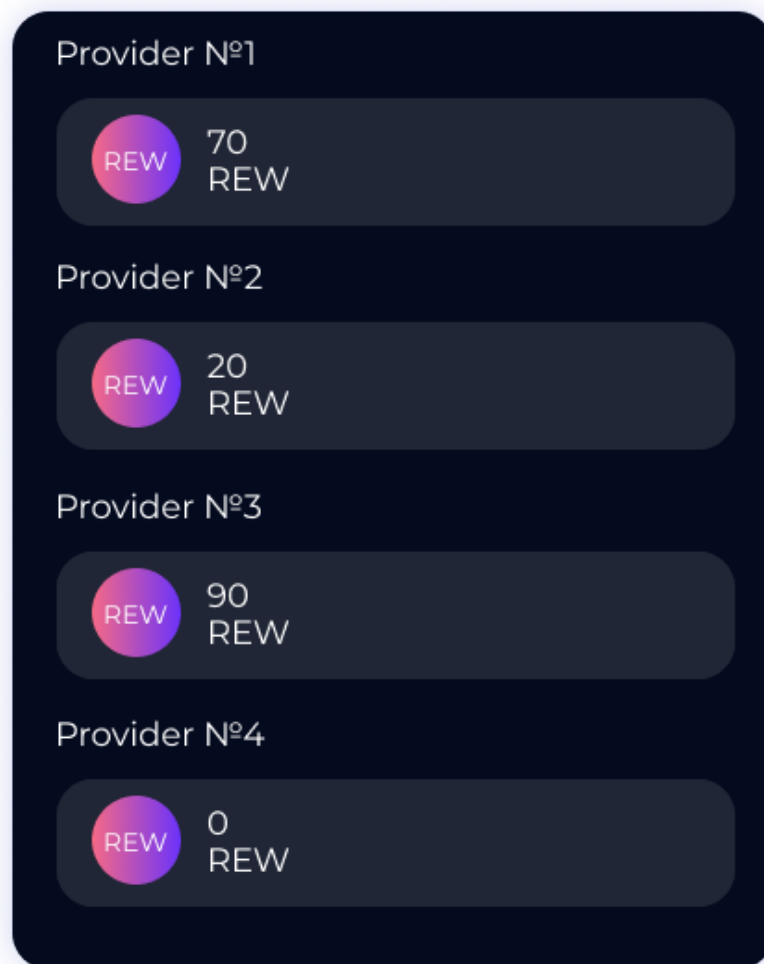 Provider №1
REW
70
REW
Provider №2
REW
20
REW
Provider №3
REW
90
REW
Provider №4
REW
0
REW